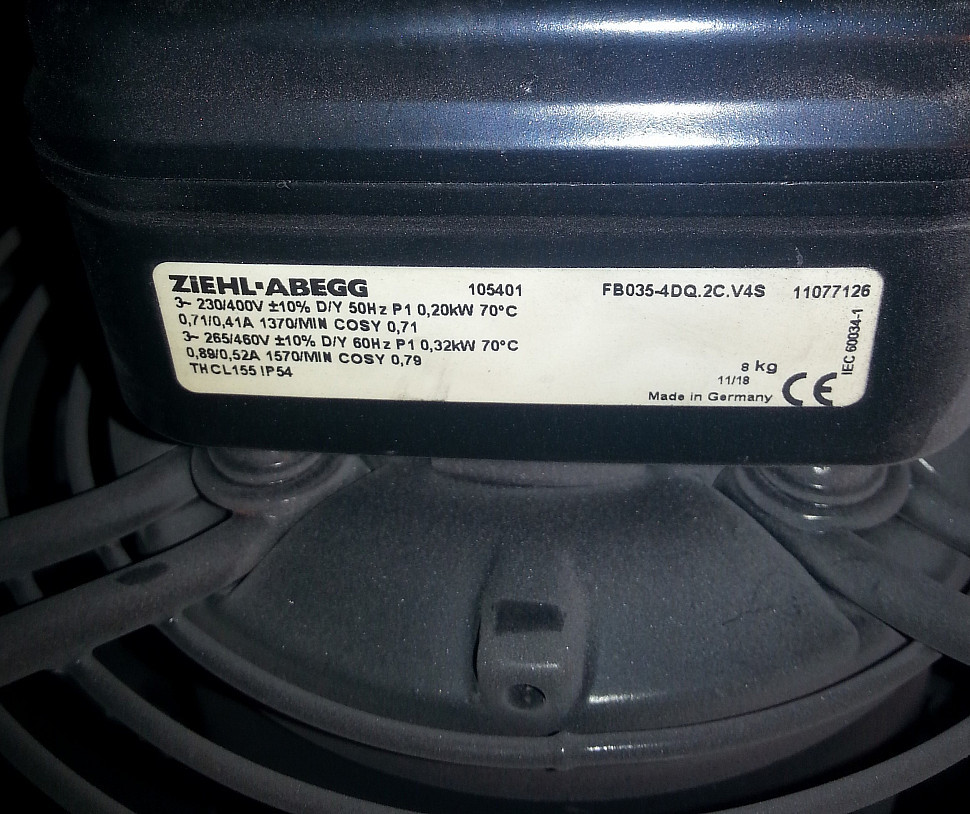 ZIEHL-ABEGG 105401 FB035-4DQ.2C.V4S 11077126
3~ 230/400V ±10% D/Y 50Hz P1 0,20kW 70°C
0,71/0,41A 1370/MIN COSY 0,71
3~ 265/460V ±10% D/Y 60Hz P1 0,32kW 70°C
0,89/0,52A 1570/MIN COSY 0,79
THCL155 IP54
8 kg
11/18
Made in Germany CE
IEC 60034-1